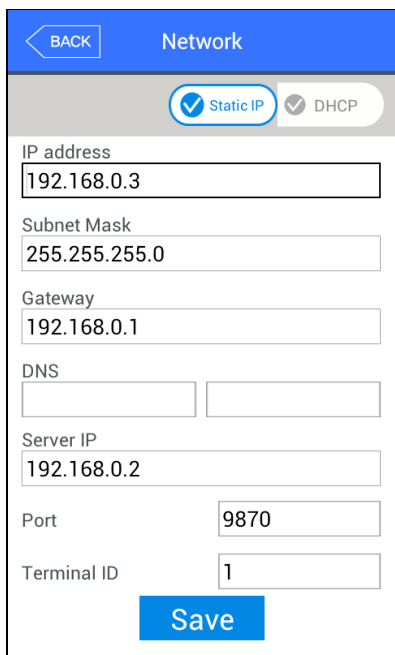 BACK Network
Static IP DHCP
IP address
192.168.0.3
Subnet Mask
255.255.255.0
Gateway
192.168.0.1
DNS
Server IP
192.168.0.2
Port 9870
Terminal ID 1
Save